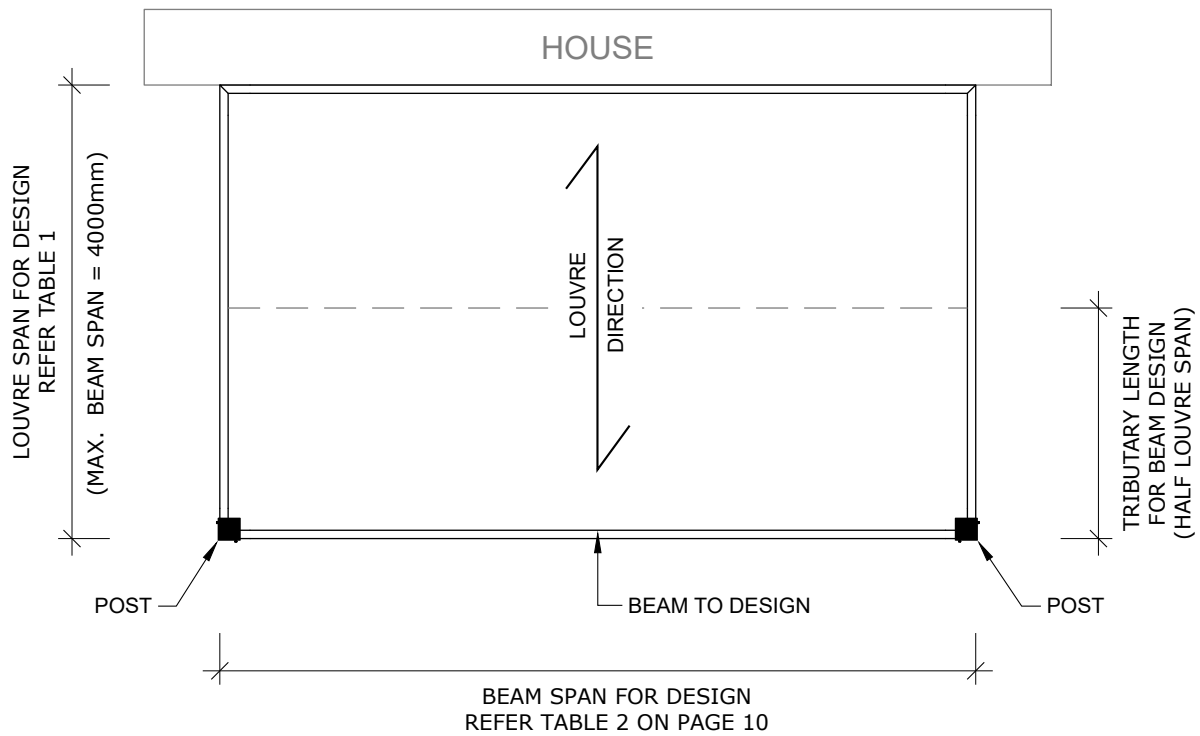 HOUSE
LOUVRE SPAN FOR DESIGN
REFER TABLE 1
(MAX. BEAM SPAN = 4000mm)
LOUVRE
DIRECTION
TRIBUTARY LENGTH
FOR BEAM DESIGN
(HALF LOUVRE SPAN)
POST
BEAM TO DESIGN
POST
BEAM SPAN FOR DESIGN
REFER TABLE 2 ON PAGE 10